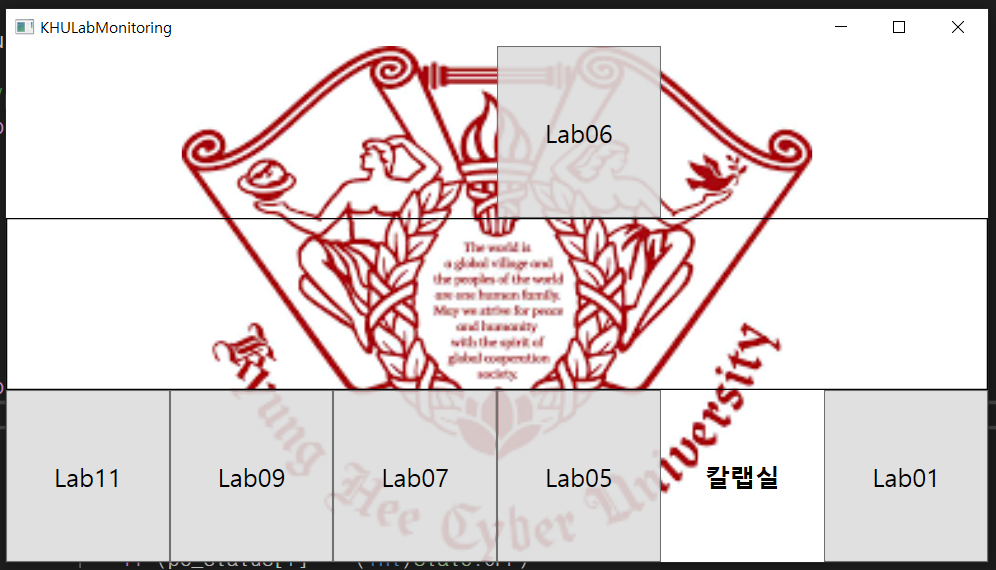 KHULabMonitoring
Lab06
The world is
a global village and
the peoples of the world
are one human family.
May we strive for peace
and humanity
with the spirit of
global cooperation
society.
Lab11
Lab09
Lab07
Lab05
칼랩실
Lab01
Kyung Hee Cyber University